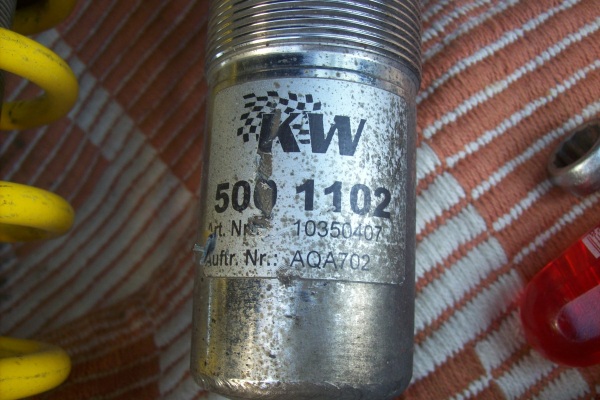 KW
500 1102
Art. Nr.: 10350407
Auftr. Nr.: AQA702